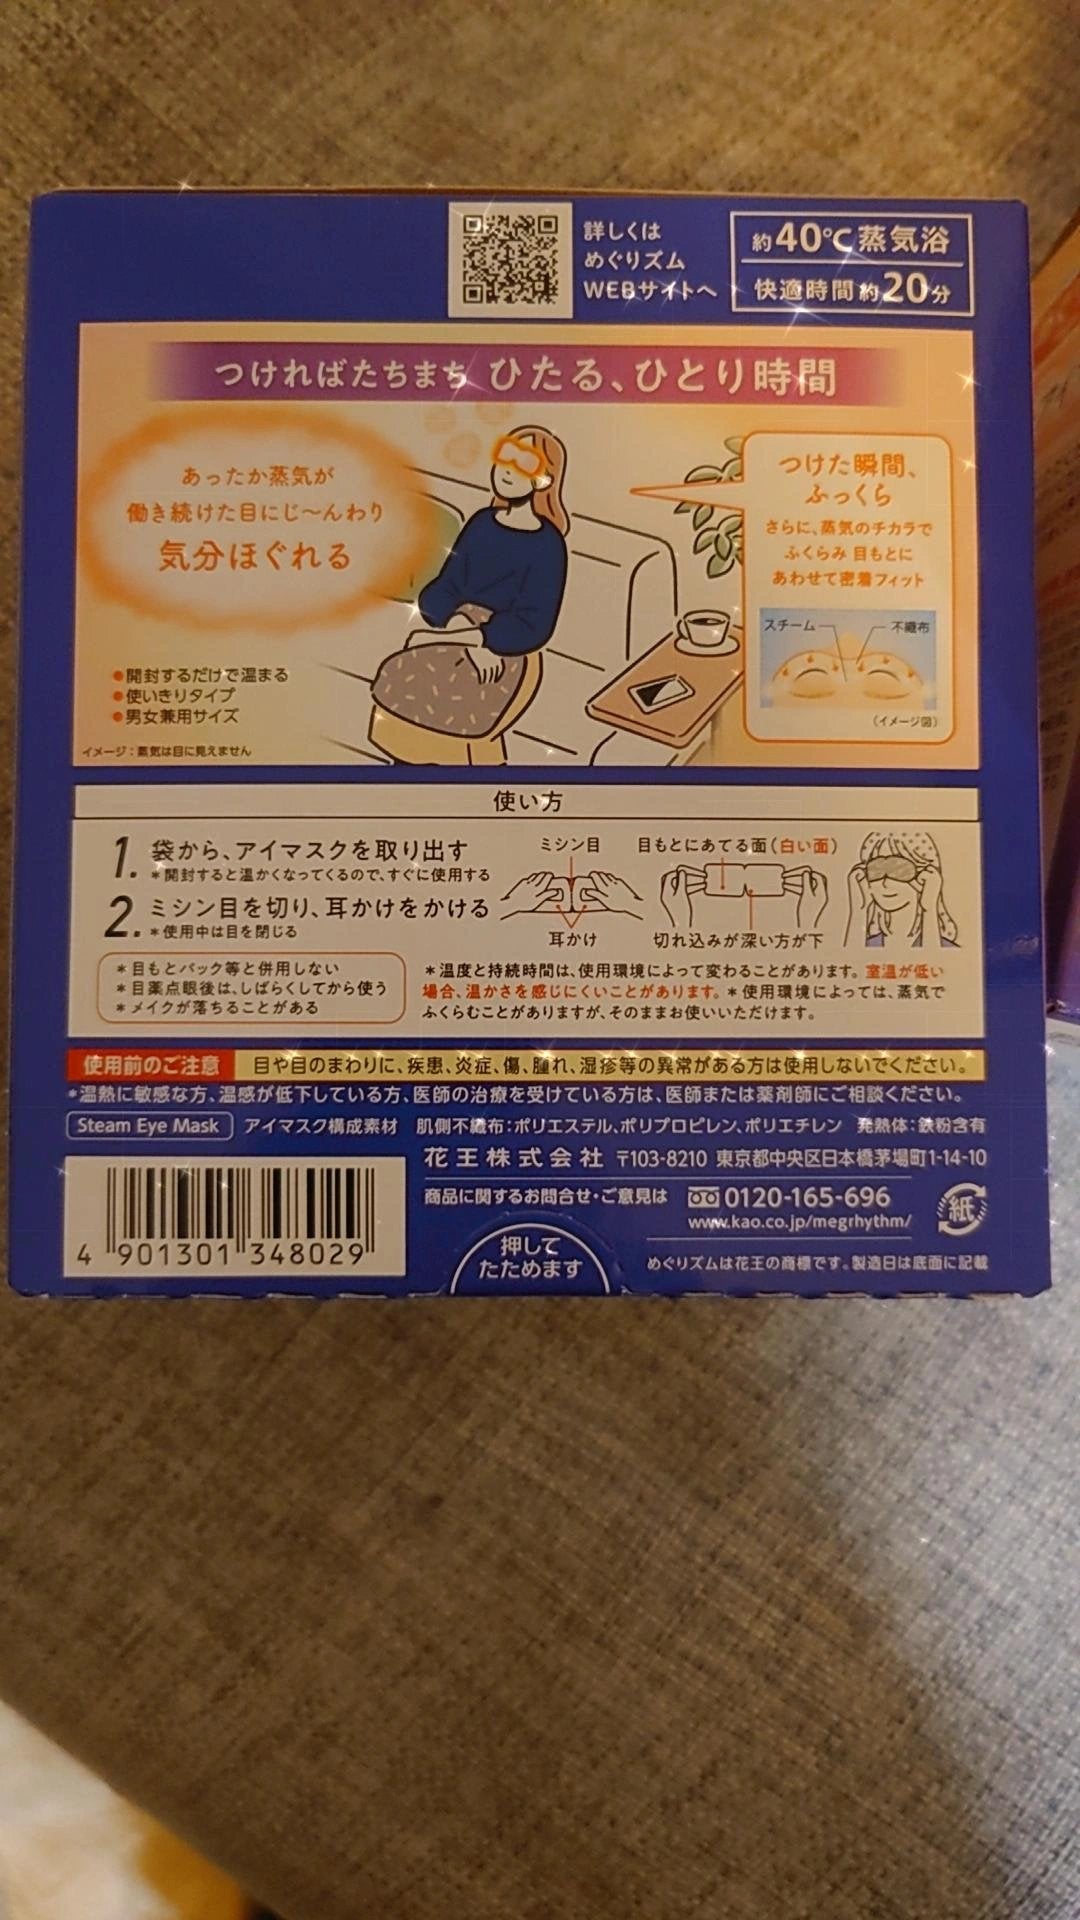 詳しくは
めぐりズム
WEBサイトへ
約40℃蒸気浴
快適時間 約20分
つければたちまち ひたる、ひとり時間
あったか蒸気が
働き続けた目にじ〜んわり
気分ほぐれる
●開封するだけで温まる
●使いきりタイプ
●男女兼用サイズ
イメージ:蒸気は目に見えません
つけた瞬間、
ふっくら
さらに、蒸気のチカラで
ふくらみ 目もとに
あわせて密着フィット
スチーム 不織布
(イメージ図)
使い方
1. 袋から、アイマスクを取り出す
＊開封すると温かくなってくるので、すぐに使用する
2. ミシン目を切り、耳かけをかける
＊使用中は目を閉じる
ミシン目
耳かけ
目もとにあてる面(白い面)
切れ込みが深い方が下
＊目もとパック等と併用しない
＊目薬点眼後は、しばらくしてから使う
＊メイクが落ちることがある
＊温度と持続時間は、使用環境によって変わることがあります。室温が低い
場合、温かさを感じにくいことがあります。＊使用環境によっては、蒸気で
ふくらむことがありますが、そのままお使いいただけます。
使用前のご注意 目や目のまわりに、疾患、炎症、傷、腫れ、湿疹等の異常がある方は使用しないでください。
＊温熱に敏感な方、温感が低下している方、医師の治療を受けている方は、医師または薬剤師にご相談ください。
Steam Eye Mask アイマスク構成素材 肌側不織布:ポリエステル、ポリプロピレン、ポリエチレン 発熱体:鉄粉含有
花王株式会社 〒103-8210 東京都中央区日本橋茅場町1-14-10
商品に関するお問合せ・ご意見は 0120-165-696
www.kao.co.jp/megrhythm/
紙
めぐりズムは花王の商標です。製造日は底面に記載
押して
たためます
4 901301 348029